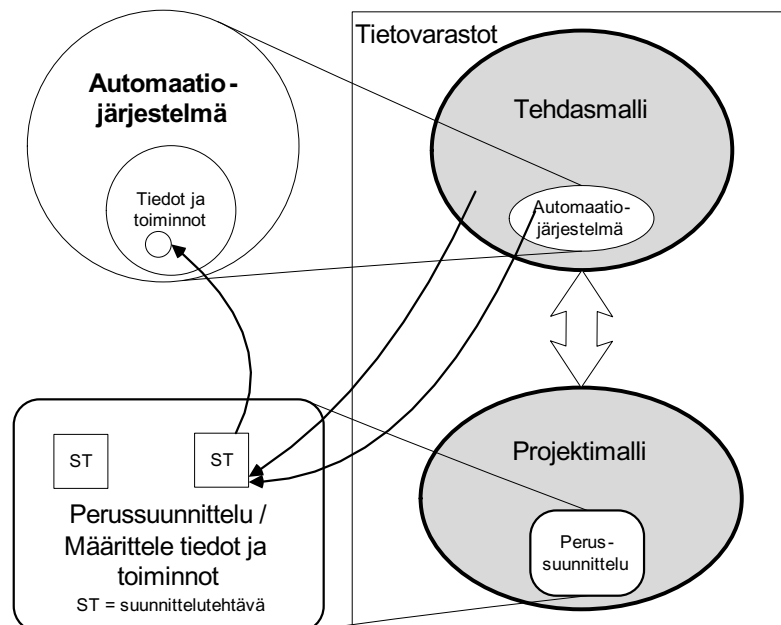 Tietovarastot
Automaatio-
järjestelmä
Tiedot ja
toiminnot
Tehdasmalli
Automaatio-
järjestelmä
ST
ST
Perussuunnittelu /
Määrittele tiedot ja
toiminnot
ST = suunnittelutehtävä
Projektimalli
Perus-
suunnittelu